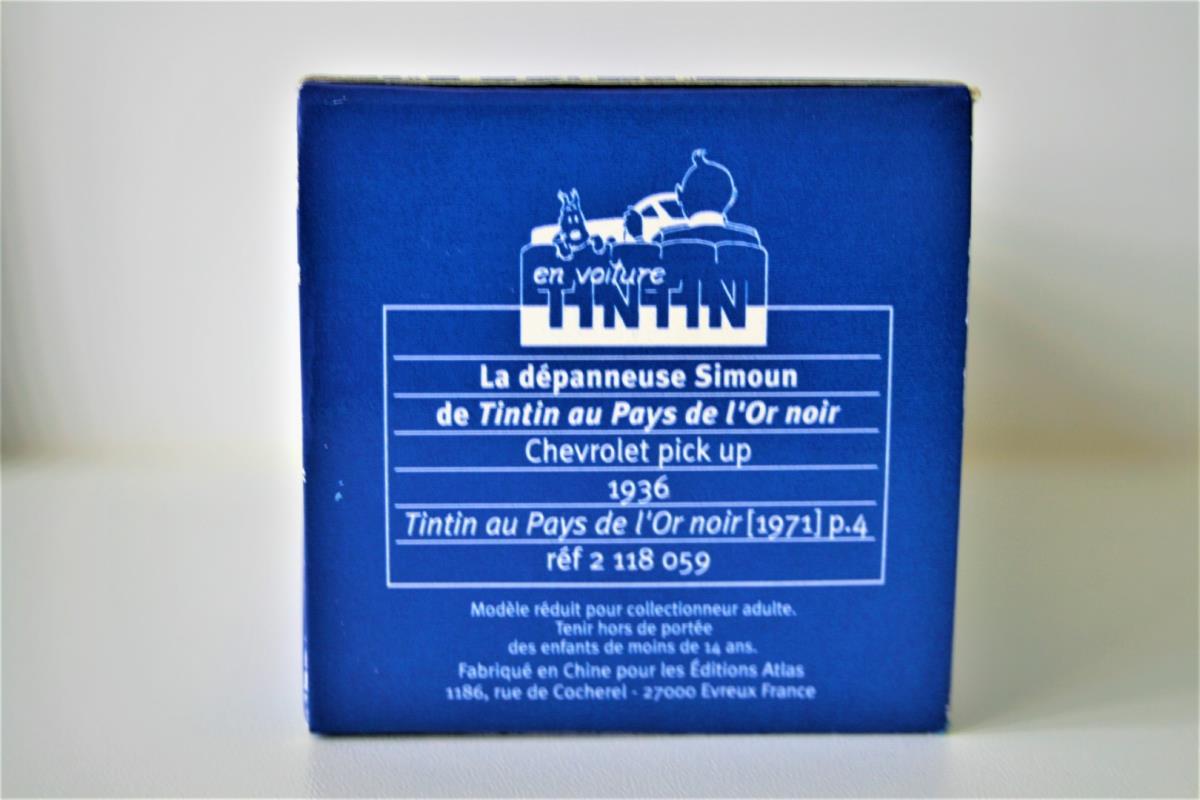 en voiture
TINTIN
La dépanneuse Simoun
de Tintin au Pays de l'Or noir
Chevrolet pick up
1936
Tintin au Pays de l'Or noir [1971] p.4
réf 2 118 059
Modèle réduit pour collectionneur adulte.
Tenir hors de portée
des enfants de moins de 14 ans.
Fabriqué en Chine pour les Éditions Atlas
1186, rue de Cocherel - 27000 Evreux France